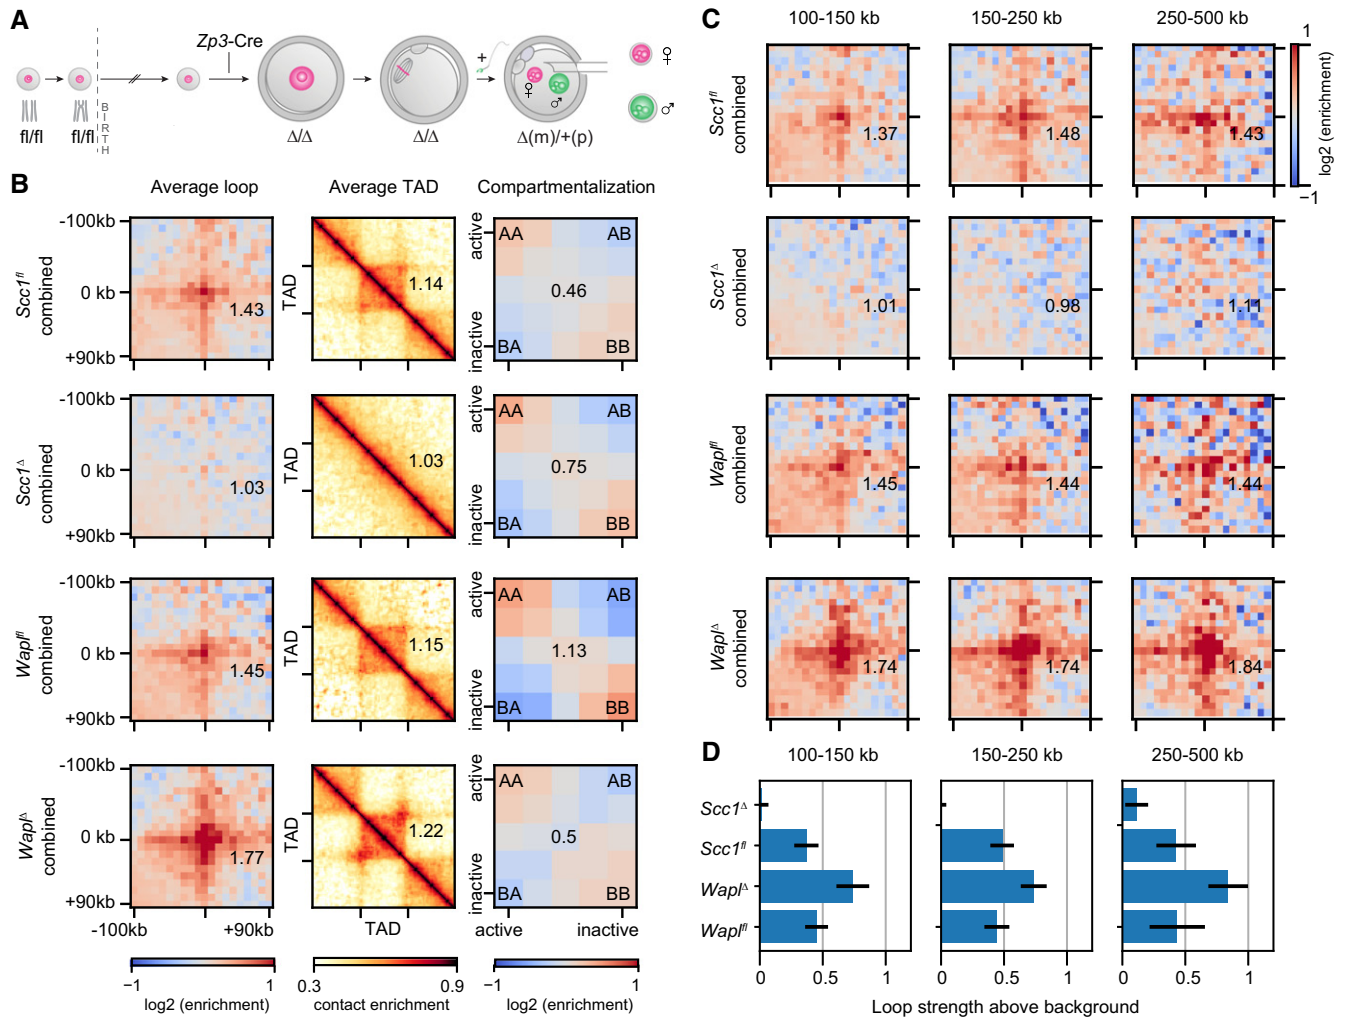 A
Zp3-Cre
fl/fl
fl/fl
BIRTH
Δ/Δ
Δ/Δ
+
♀
♂
Δ(m)/+(p)
♀
♂
B
Average loop
Average TAD
Compartmentalization
Scc1fl
combined
-100kb
0 kb
+90kb
1.43
TAD
1.14
active
inactive
AA
AB
0.46
BA
BB
Scc1Δ
combined
-100kb
0 kb
+90kb
1.03
TAD
1.03
active
inactive
AA
AB
0.75
BA
BB
Waplfl
combined
-100kb
0 kb
+90kb
1.45
TAD
1.15
active
inactive
AA
AB
1.13
BA
BB
WaplΔ
combined
-100kb
0 kb
+90kb
1.77
TAD
1.22
active
inactive
AA
AB
0.5
BA
BB
-100kb
+90kb
TAD
active
inactive
−1
1
log2 (enrichment)
0.3
0.9
contact enrichment
−1
1
log2 (enrichment)
C
100-150 kb
150-250 kb
250-500 kb
Scc1fl
combined
1.37
1.48
1.43
1
−1
log2 (enrichment)
Scc1Δ
combined
1.01
0.98
1.11
Waplfl
combined
1.45
1.44
1.44
WaplΔ
combined
1.74
1.74
1.84
D
100-150 kb
150-250 kb
250-500 kb
Scc1Δ
Scc1fl
WaplΔ
Waplfl
0
0.5
1
0
0.5
1
0
0.5
1
Loop strength above background